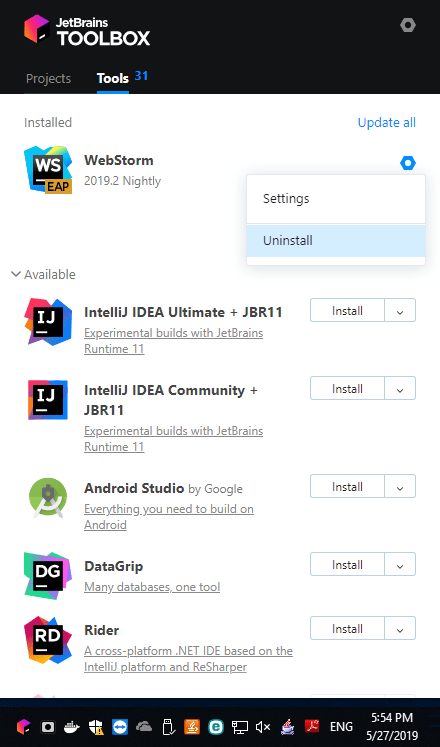 JetBrains
TOOLBOX
Projects
Tools 31
Installed
Update all
WS
EAP
WebStorm
2019.2 Nightly
Settings
Uninstall
Available
IJ
IntelliJ IDEA Ultimate + JBR11
Experimental builds with JetBrains
Runtime 11
Install
IJ
IntelliJ IDEA Community +
JBR11
Experimental builds with JetBrains
Runtime 11
Install
Android Studio by Google
Everything you need to build on
Android
Install
DG
DataGrip
Many databases, one tool
Install
RD
Rider
A cross-platform .NET IDE based on the
IntelliJ platform and ReSharper
Install
ENG
5:54 PM
5/27/2019